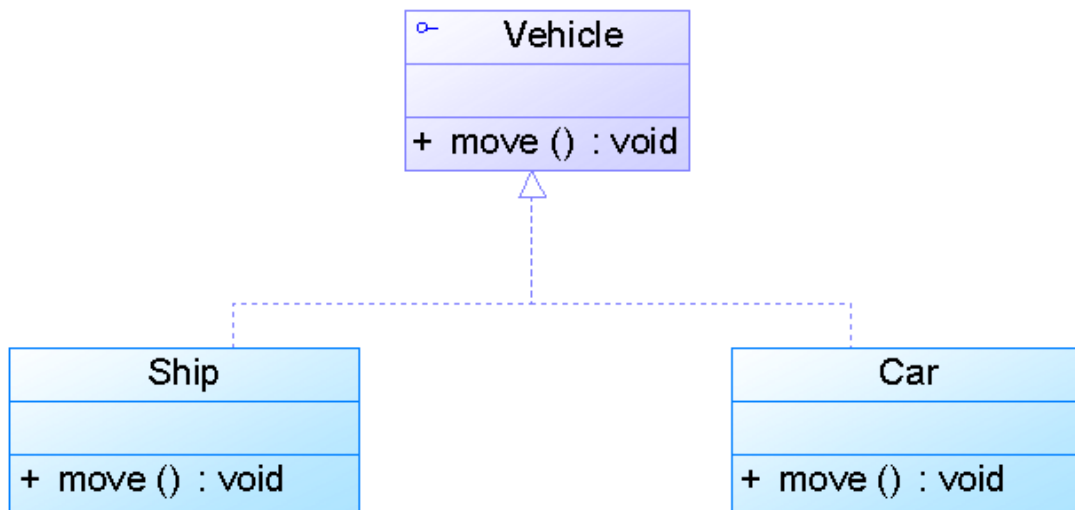 Vehicle
+ move () : void
Ship
+ move () : void
Car
+ move () : void